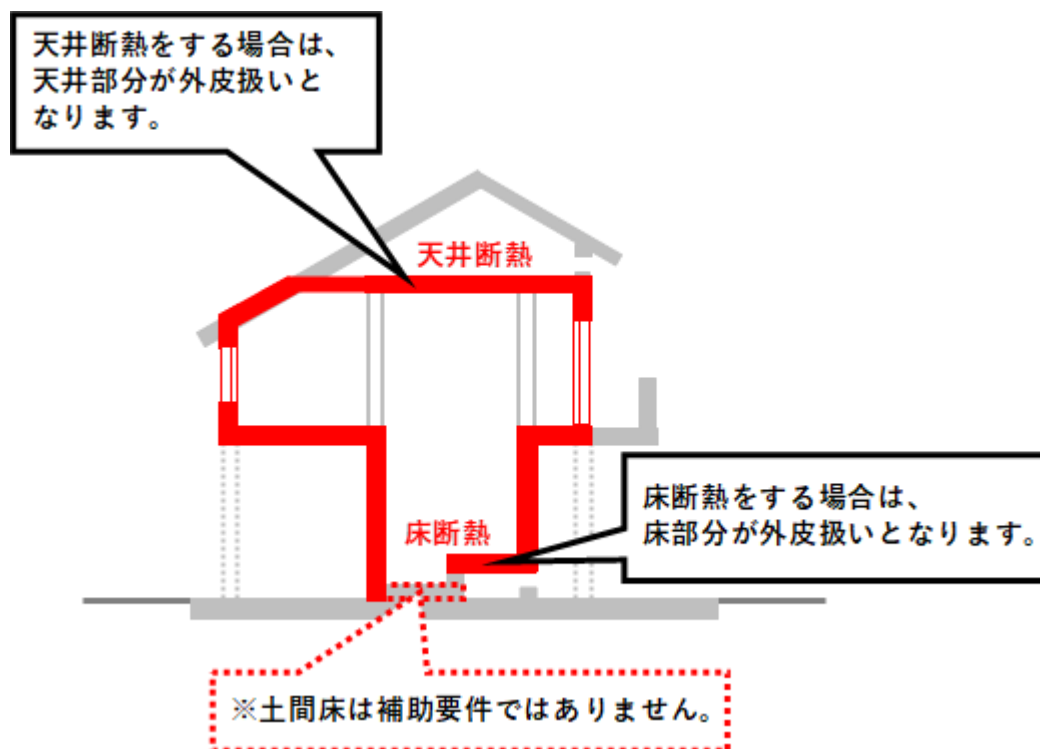 天井断熱をする場合は、
天井部分が外皮扱いと
なります。
天井断熱
床断熱をする場合は、
床部分が外皮扱いとなります。
床断熱
※土間床は補助要件ではありません。